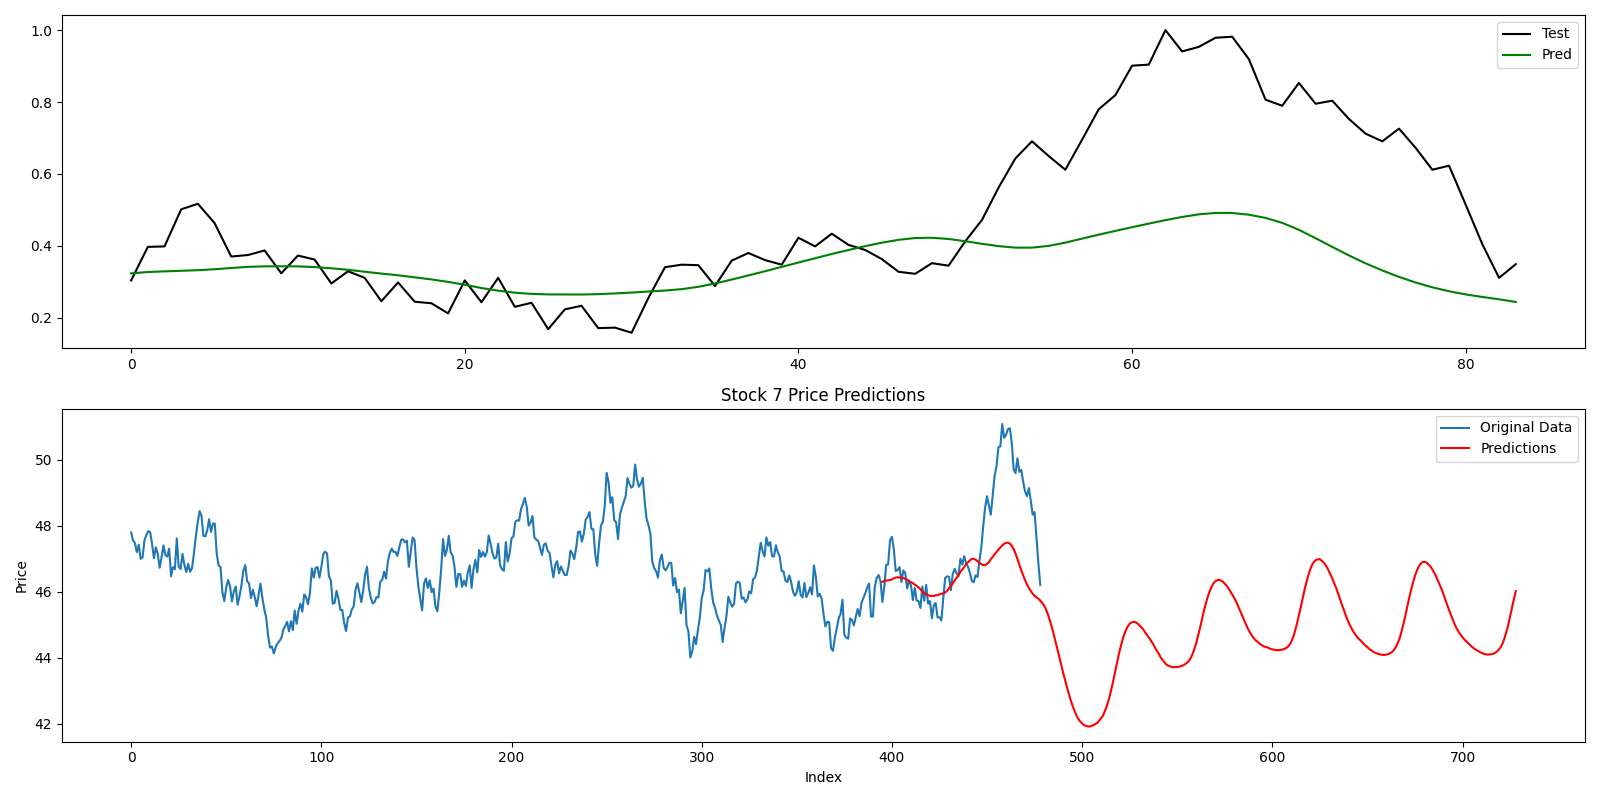 1.0
0.8
0.6
0.4
0.2
Test
Pred
0 20 40 60 80
Stock 7 Price Predictions
Original Data
Predictions
50
48
46
44
42
Price
0 100 200 300 400 500 600 700
Index